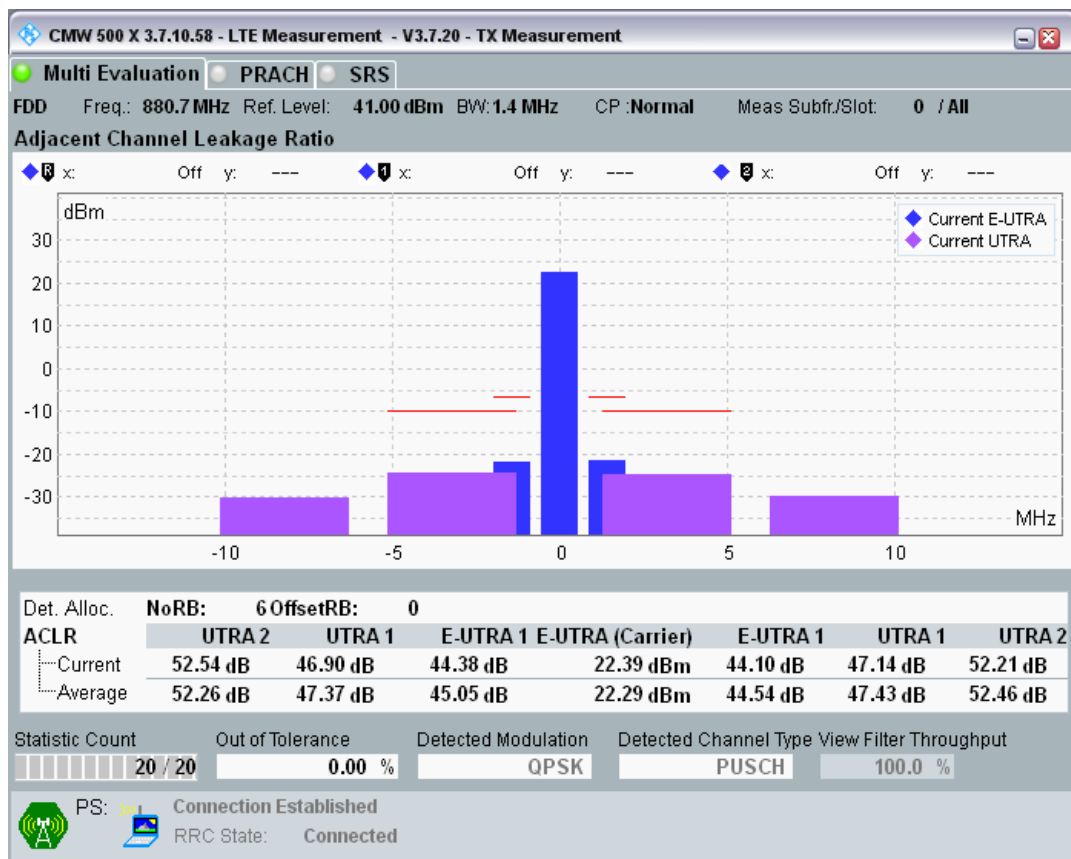 CMW 500 X 3.7.10.58 - LTE Measurement - V3.7.20 - TX Measurement
Multi Evaluation PRACH SRS
FDD Freq.: 880.7 MHz Ref. Level: 41.00 dBm BW: 1.4 MHz CP :Normal Meas Subfr./Slot: 0 / All
Adjacent Channel Leakage Ratio
R x: Off y: --- 1 x: Off y: --- 2 x: Off y: ---
dBm
Current E-UTRA
Current UTRA
30
20
10
0
-10
-20
-30
MHz
-10 -5 0 5 10
Det. Alloc. NoRB: 6 OffsetRB: 0
ACLR UTRA 2 UTRA 1 E-UTRA 1 E-UTRA (Carrier) E-UTRA 1 UTRA 1 UTRA 2
Current 52.54 dB 46.90 dB 44.38 dB 22.39 dBm 44.10 dB 47.14 dB 52.21 dB
Average 52.26 dB 47.37 dB 45.05 dB 22.29 dBm 44.54 dB 47.43 dB 52.46 dB
Statistic Count Out of Tolerance Detected Modulation Detected Channel Type View Filter Throughput
20 / 20 0.00 % QPSK PUSCH 100.0 %
PS: Connection Established
RRC State: Connected